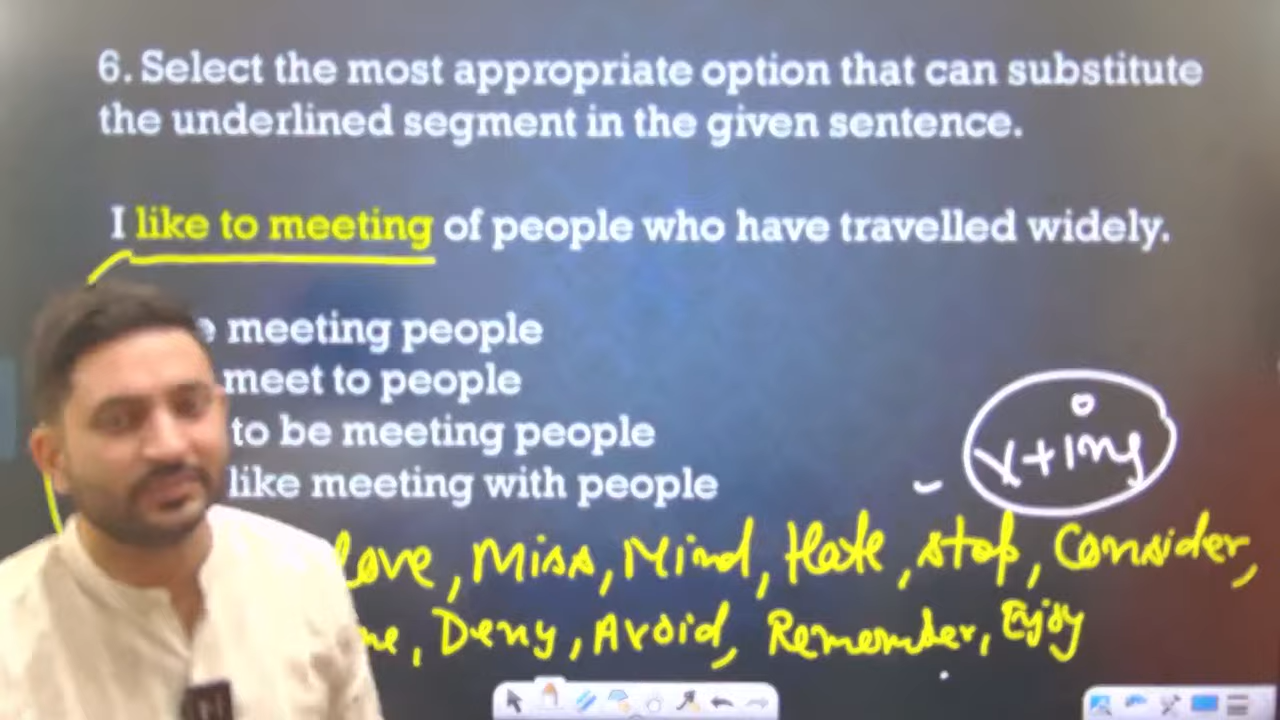 6. Select the most appropriate option that can substitute
the underlined segment in the given sentence.
I like to meeting of people who have travelled widely.
meeting people
meet to people
to be meeting people
like meeting with people
V+ing
love, Miss, Mind, Hate, stop, Consider,
Deny, Avoid, Remember, Enjoy